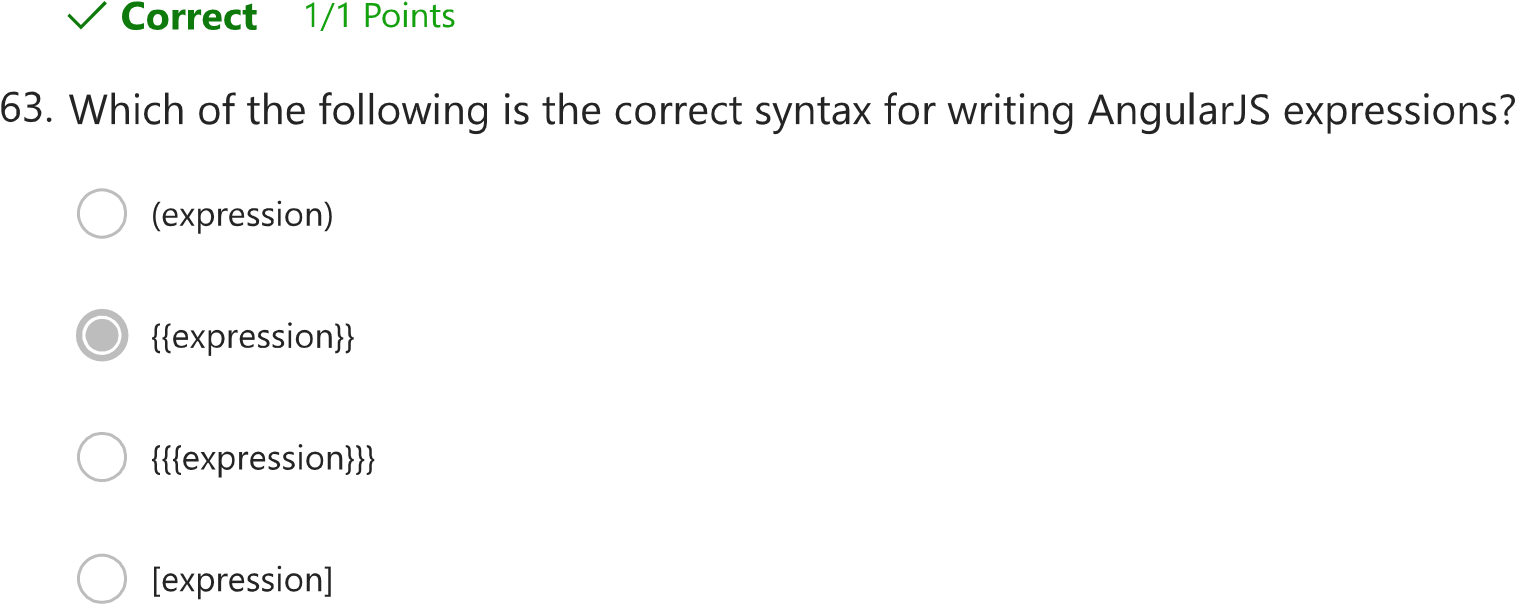 Correct 1/1 Points
63. Which of the following is the correct syntax for writing AngularJS expressions?
(expression)
{{expression}}
{{{expression}}}
[expression]